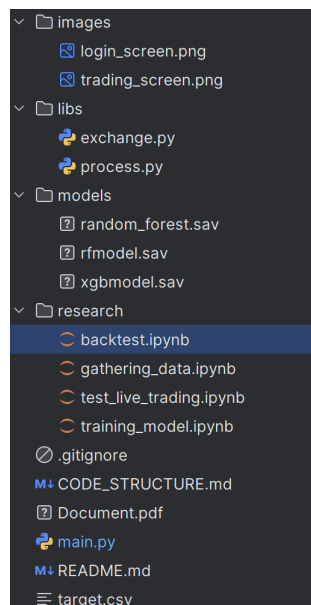 images
login_screen.png
trading_screen.png
libs
exchange.py
process.py
models
random_forest.sav
rfmodel.sav
xgbmodel.sav
research
backtest.ipynb
gathering_data.ipynb
test_live_trading.ipynb
training_model.ipynb
.gitignore
M↓ CODE_STRUCTURE.md
Document.pdf
main.py
M↓ README.md
target.csv